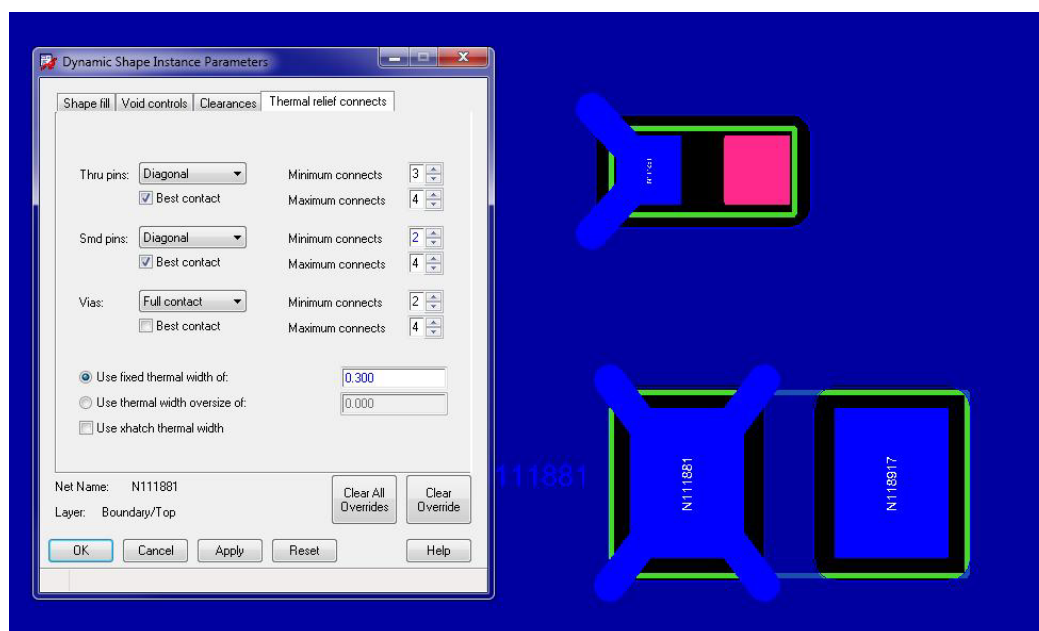 Dynamic Shape Instance Parameters
Shape fill Void controls Clearances Thermal relief connects
Thru pins: Diagonal Minimum connects 3
Best contact Maximum connects 4
Smd pins: Diagonal Minimum connects 2
Best contact Maximum connects 4
Vias: Full contact Minimum connects 2
Best contact Maximum connects 4
Use fixed thermal width of: 0.300
Use thermal width oversize of: 0.000
Use xhatch thermal width
Net Name: N111881
Layer: Boundary/Top
Clear All Overrides
Clear Override
OK Cancel Apply Reset Help
111881
N111881
N118917